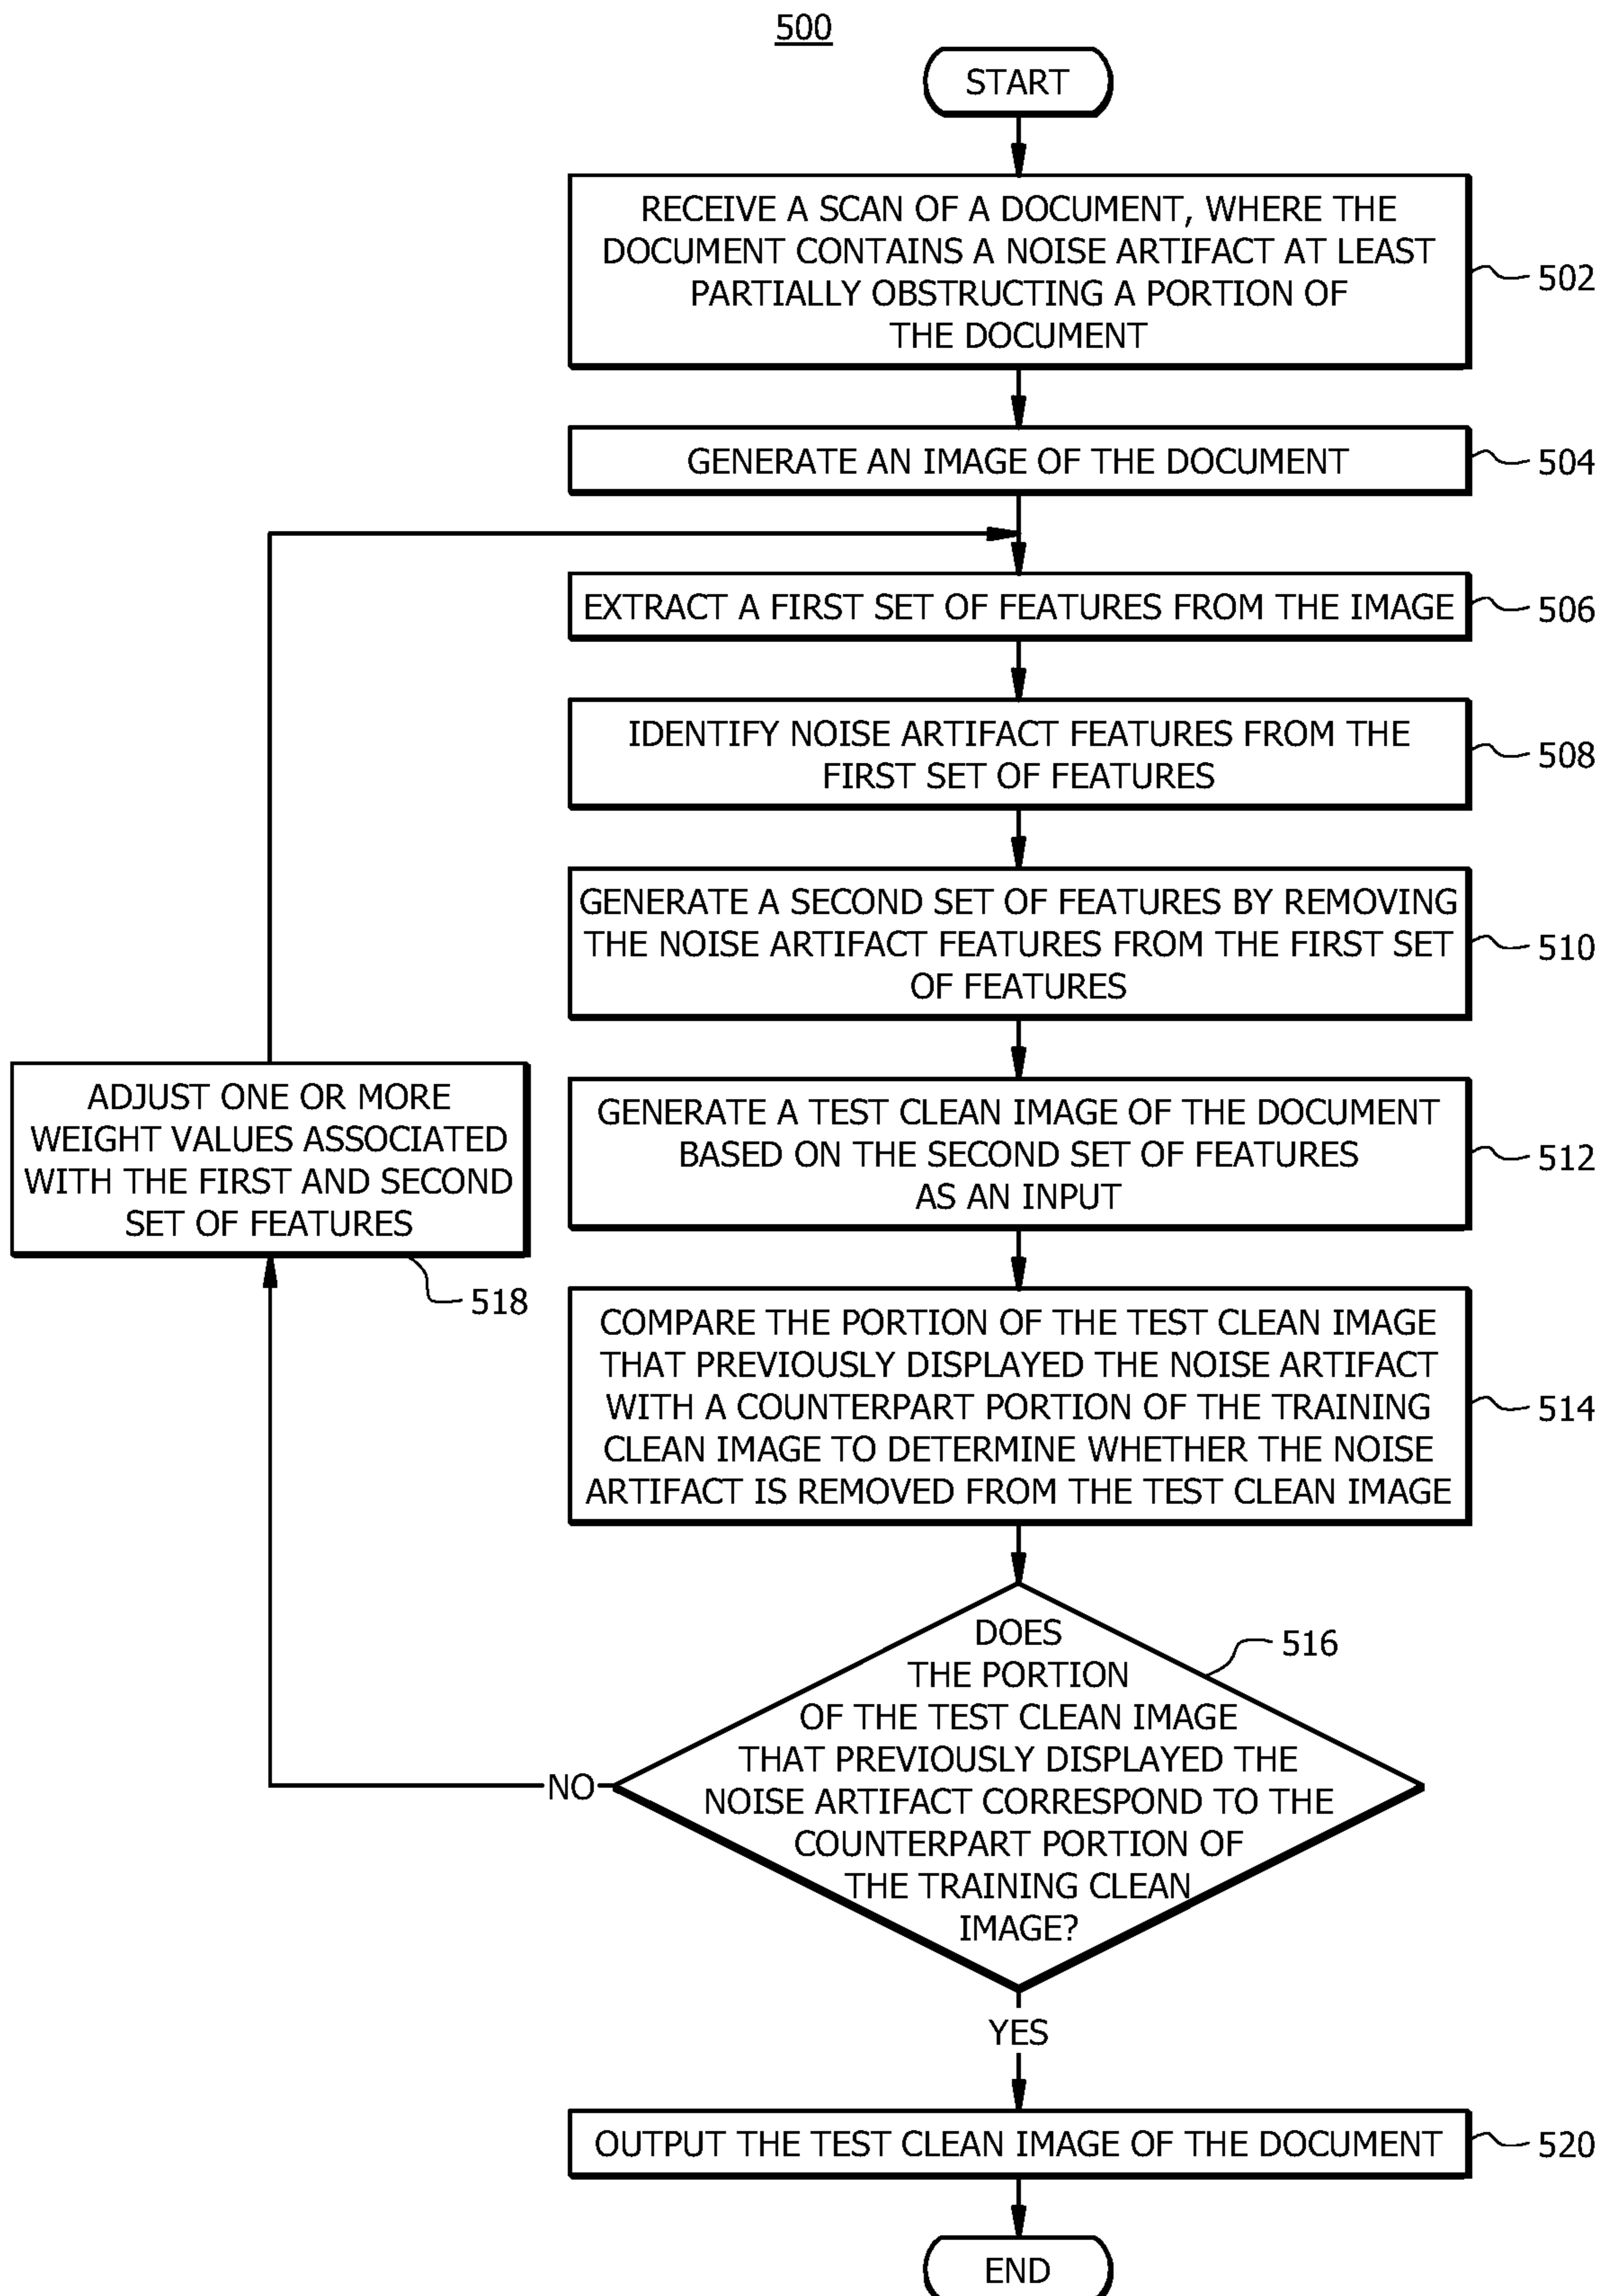 500
START
RECEIVE A SCAN OF A DOCUMENT, WHERE THE
DOCUMENT CONTAINS A NOISE ARTIFACT AT LEAST
PARTIALLY OBSTRUCTING A PORTION OF
THE DOCUMENT
502
GENERATE AN IMAGE OF THE DOCUMENT
504
EXTRACT A FIRST SET OF FEATURES FROM THE IMAGE
506
IDENTIFY NOISE ARTIFACT FEATURES FROM THE
FIRST SET OF FEATURES
508
GENERATE A SECOND SET OF FEATURES BY REMOVING
THE NOISE ARTIFACT FEATURES FROM THE FIRST SET
OF FEATURES
510
GENERATE A TEST CLEAN IMAGE OF THE DOCUMENT
BASED ON THE SECOND SET OF FEATURES
AS AN INPUT
512
COMPARE THE PORTION OF THE TEST CLEAN IMAGE
THAT PREVIOUSLY DISPLAYED THE NOISE ARTIFACT
WITH A COUNTERPART PORTION OF THE TRAINING
CLEAN IMAGE TO DETERMINE WHETHER THE NOISE
ARTIFACT IS REMOVED FROM THE TEST CLEAN IMAGE
514
DOES
THE PORTION
OF THE TEST CLEAN IMAGE
THAT PREVIOUSLY DISPLAYED THE
NOISE ARTIFACT CORRESPOND TO THE
COUNTERPART PORTION OF
THE TRAINING CLEAN
IMAGE?
516
NO
ADJUST ONE OR MORE
WEIGHT VALUES ASSOCIATED
WITH THE FIRST AND SECOND
SET OF FEATURES
518
YES
OUTPUT THE TEST CLEAN IMAGE OF THE DOCUMENT
520
END